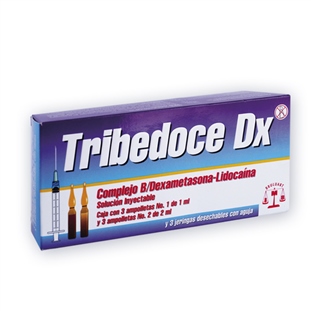 Tribedoce Dx
Complejo B/Dexametasona-Lidocaína
Solución Inyectable
Caja con 3 ampolletas No. 1 de 1 ml
y 3 ampolletas No. 2 de 2 ml
y 3 jeringas desechables con aguja